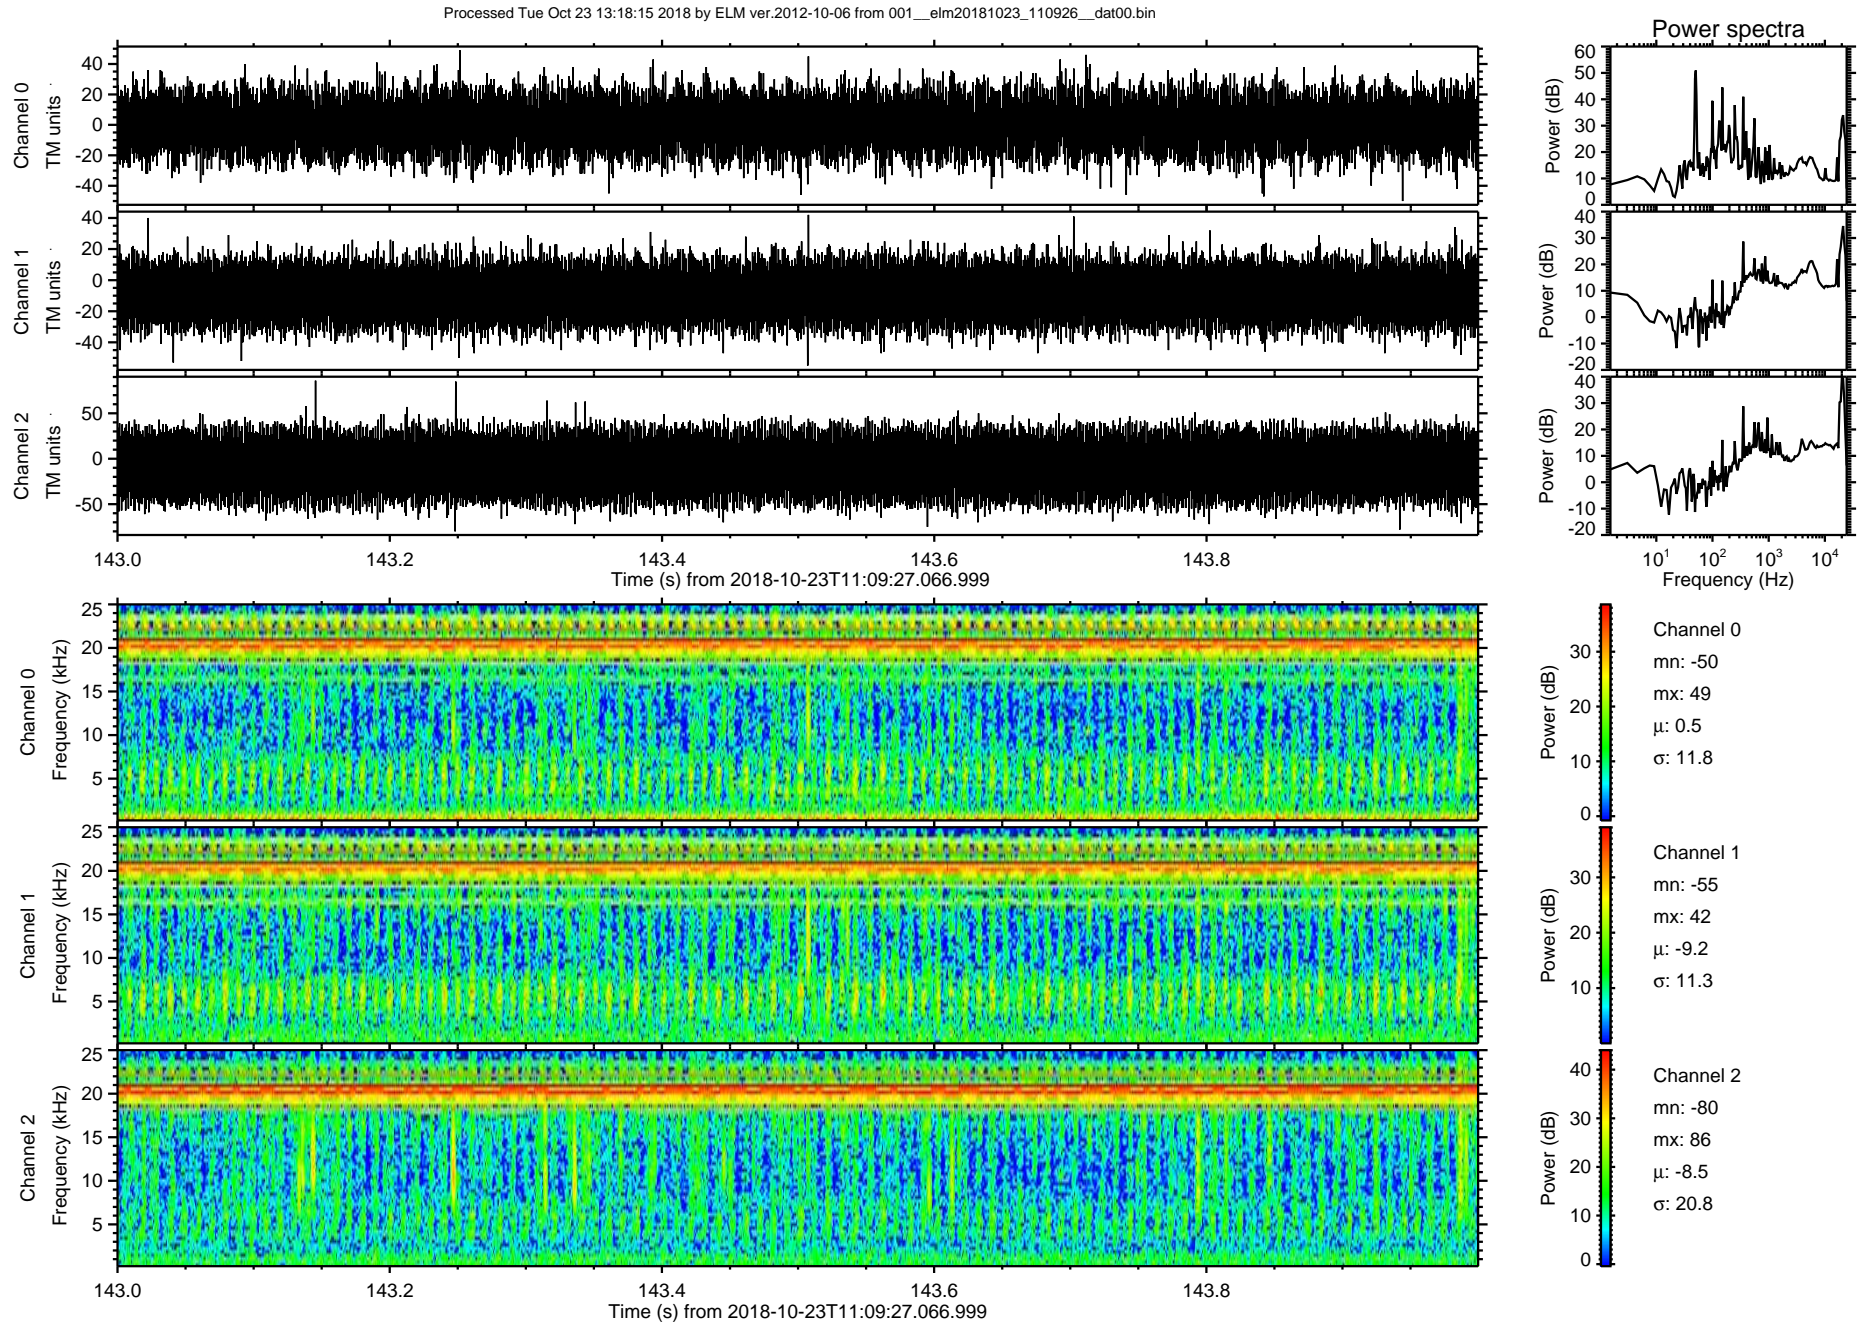 Processed Tue Oct 23 13:18:15 2018 by ELM ver.2012-10-06 from 001__elm20181023_110926__dat00.bin
Power spectra
Channel 0
TM units
40
20
0
-20
-40
Power (dB)
60
50
40
30
20
10
0
Channel 1
TM units
40
20
0
-20
-40
Power (dB)
40
30
20
10
0
-10
-20
Channel 2
TM units
50
0
-50
Power (dB)
40
30
20
10
0
-10
-20
143.0 143.2 143.4 143.6 143.8
Time (s) from 2018-10-23T11:09:27.066.999
10¹ 10² 10³ 10⁴
Frequency (Hz)
Channel 0
Frequency (kHz)
25
20
15
10
5
Power (dB)
30
20
10
0
Channel 0
mn: -50
mx: 49
μ: 0.5
σ: 11.8
Channel 1
Frequency (kHz)
25
20
15
10
5
Power (dB)
30
20
10
Channel 1
mn: -55
mx: 42
μ: -9.2
σ: 11.3
Channel 2
Frequency (kHz)
25
20
15
10
5
Power (dB)
40
30
20
10
0
Channel 2
mn: -80
mx: 86
μ: -8.5
σ: 20.8
143.0 143.2 143.4 143.6 143.8
Time (s) from 2018-10-23T11:09:27.066.999